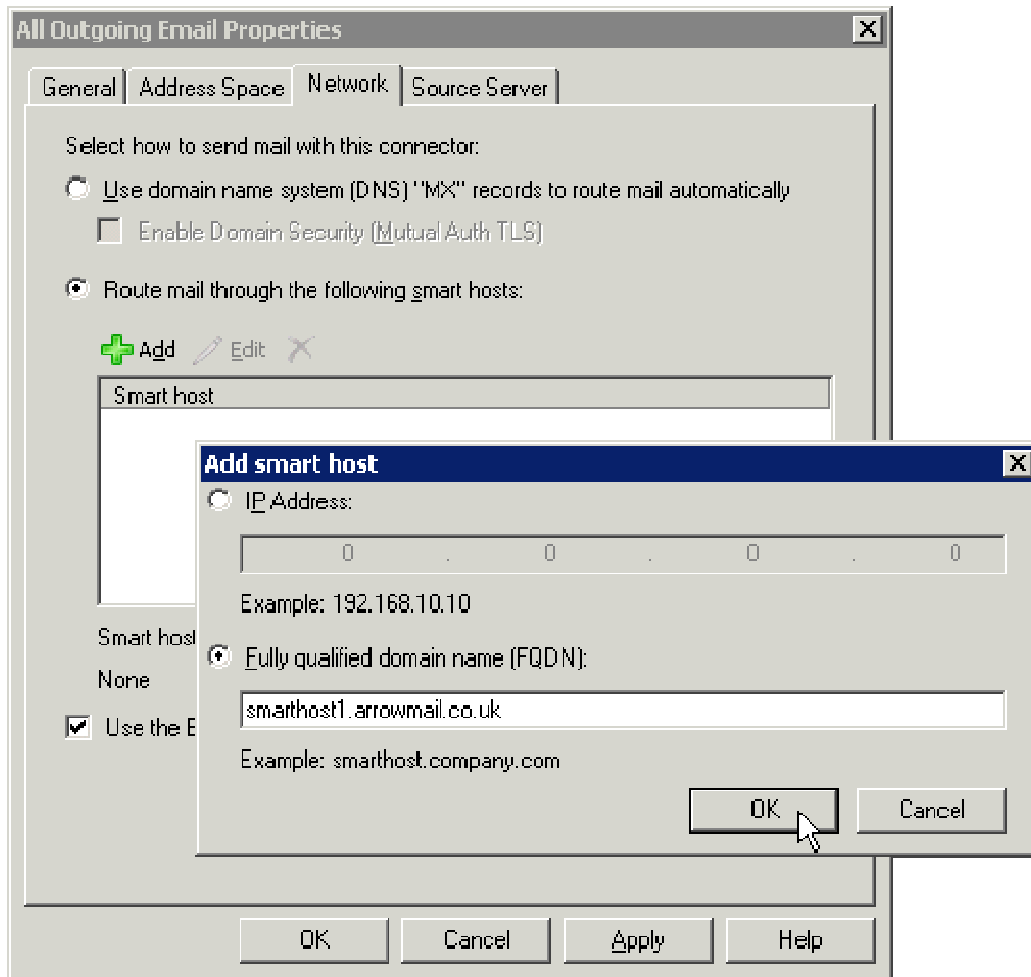 All Outgoing Email Properties
General
Address Space
Network
Source Server
Select how to send mail with this connector:
Use domain name system (DNS) "MX" records to route mail automatically
Enable Domain Security (Mutual Auth TLS)
Route mail through the following smart hosts:
Add
Edit
Smart host
Add smart host
IP Address:
0 . 0 . 0 . 0
Example: 192.168.10.10
Smart host
Fully qualified domain name (FQDN):
None
smarthost1.arrowmail.co.uk
Use the E
Example: smarthost.company.com
OK
Cancel
OK
Cancel
Apply
Help